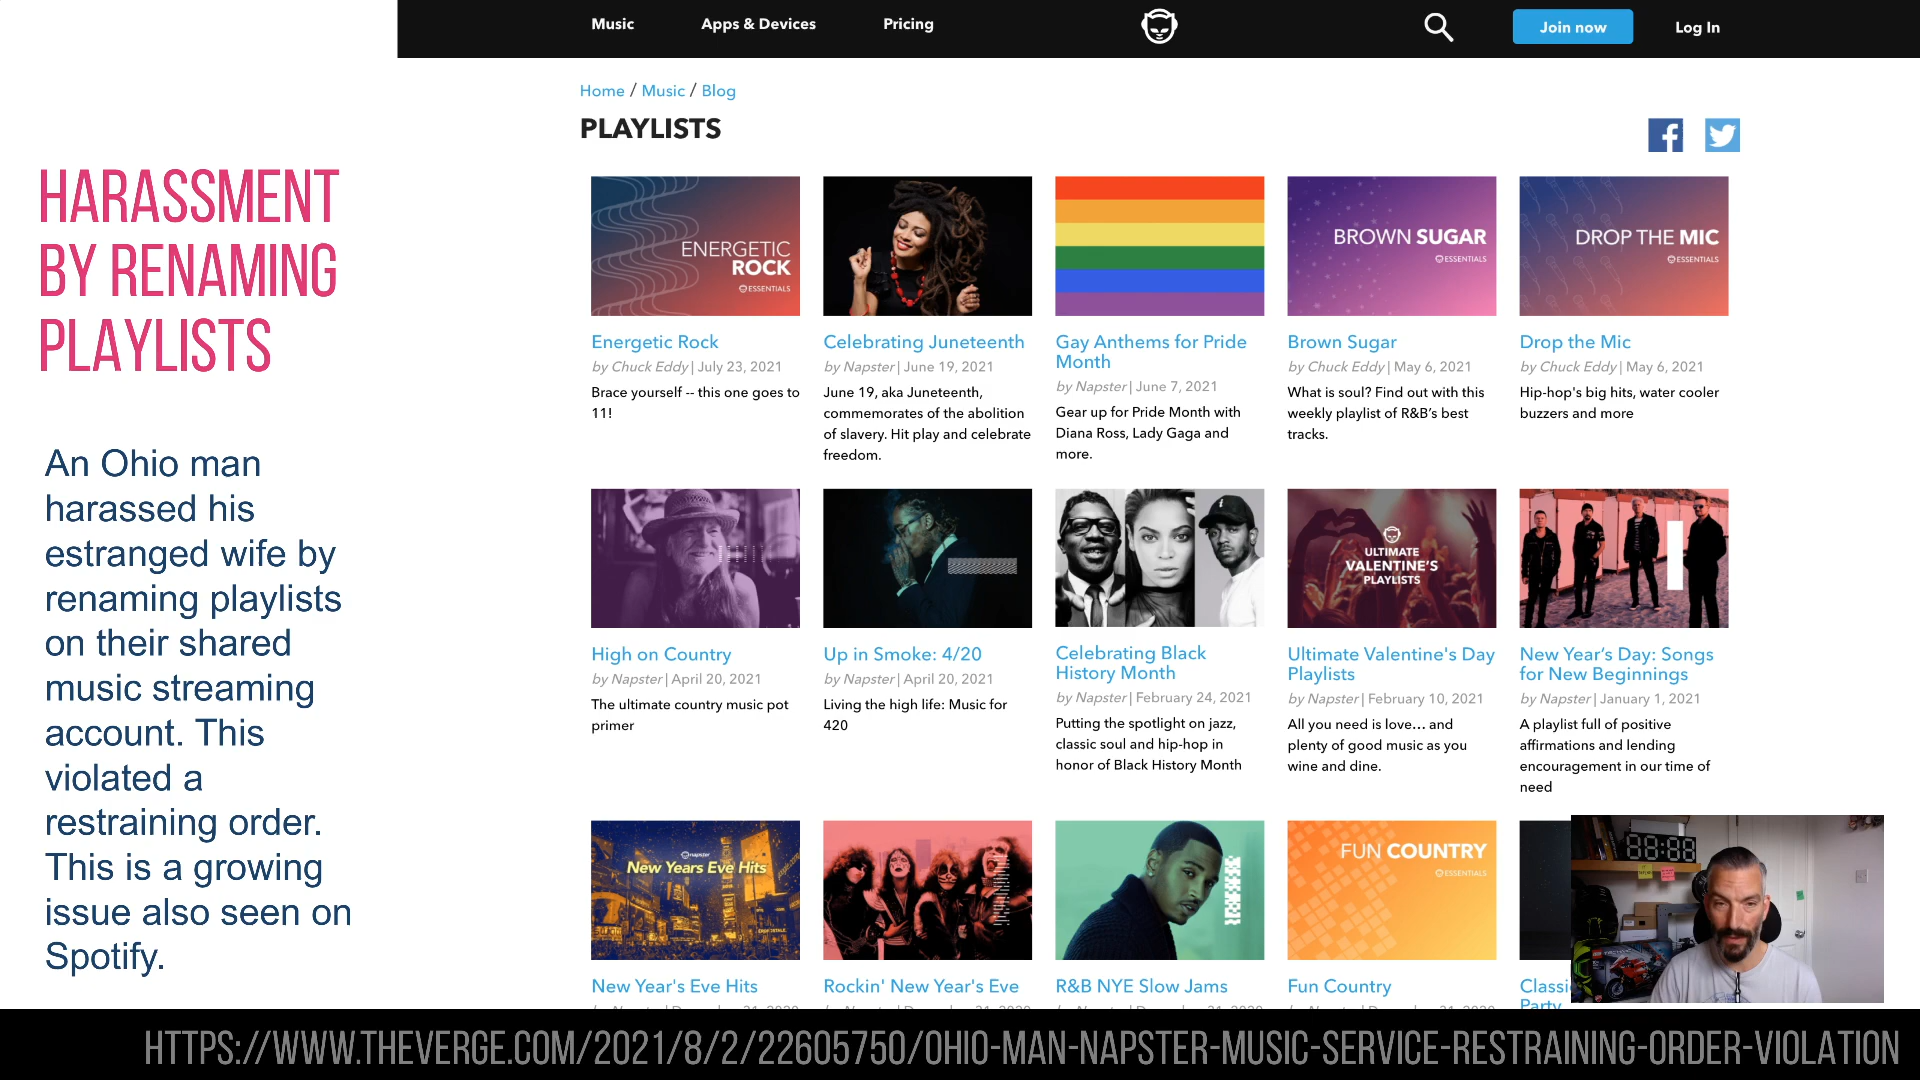 Music Apps & Devices Pricing Join now Log In
Home / Music / Blog
PLAYLISTS
HARASSMENT
BY RENAMING
PLAYLISTS
An Ohio man
harassed his
estranged wife by
renaming playlists
on their shared
music streaming
account. This
violated a
restraining order.
This is a growing
issue also seen on
Spotify.
ENERGETIC
ROCK
ESSENTIALS
Energetic Rock
by Chuck Eddy | July 23, 2021
Brace yourself -- this one goes to
11!
Celebrating Juneteenth
by Napster | June 19, 2021
June 19, aka Juneteenth,
commemorates of the abolition
of slavery. Hit play and celebrate
freedom.
Gay Anthems for Pride
Month
by Napster | June 7, 2021
Gear up for Pride Month with
Diana Ross, Lady Gaga and
more.
BROWN SUGAR
ESSENTIALS
Brown Sugar
by Chuck Eddy | May 6, 2021
What is soul? Find out with this
weekly playlist of R&B’s best
tracks.
DROP THE MIC
ESSENTIALS
Drop the Mic
by Chuck Eddy | May 6, 2021
Hip-hop's big hits, water cooler
buzzers and more
High on Country
by Napster | April 20, 2021
The ultimate country music pot
primer
Up in Smoke: 4/20
by Napster | April 20, 2021
Living the high life: Music for
420
Celebrating Black
History Month
by Napster | February 24, 2021
Putting the spotlight on jazz,
classic soul and hip-hop in
honor of Black History Month
ULTIMATE
VALENTINE'S
PLAYLISTS
Ultimate Valentine's Day
Playlists
by Napster | February 10, 2021
All you need is love… and
plenty of good music as you
wine and dine.
New Year’s Day: Songs
for New Beginnings
by Napster | January 1, 2021
A playlist full of positive
affirmations and lending
encouragement in our time of
need
napster
New Years Eve Hits
New Year's Eve Hits
Rockin' New Year's Eve
R&B NYE Slow Jams
FUN COUNTRY
ESSENTIALS
Fun Country
Party
HTTPS://WWW.THEVERGE.COM/2021/8/2/22605750/OHIO-MAN-NAPSTER-MUSIC-SERVICE-RESTRAINING-ORDER-VIOLATION